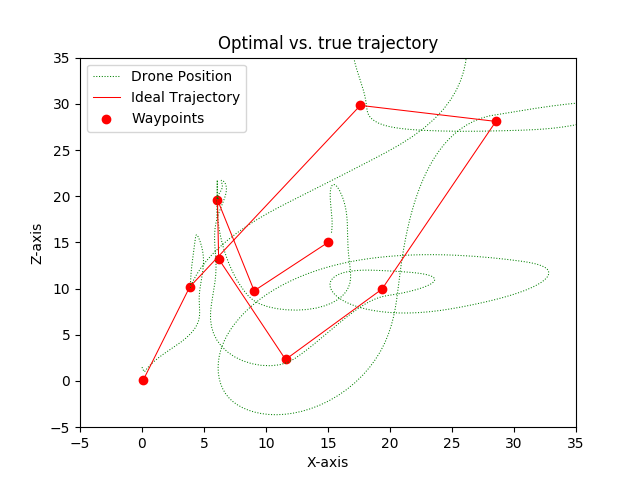 Optimal vs. true trajectory
Drone Position
Ideal Trajectory
Waypoints
35
30
25
20
15
10
5
0
−5
Z-axis
−5 0 5 10 15 20 25 30 35
X-axis